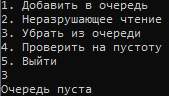 1. Добавить в очередь
2. Неразрушающее чтение
3. Убрать из очереди
4. Проверить на пустоту
5. Выйти
3
Очередь пуста